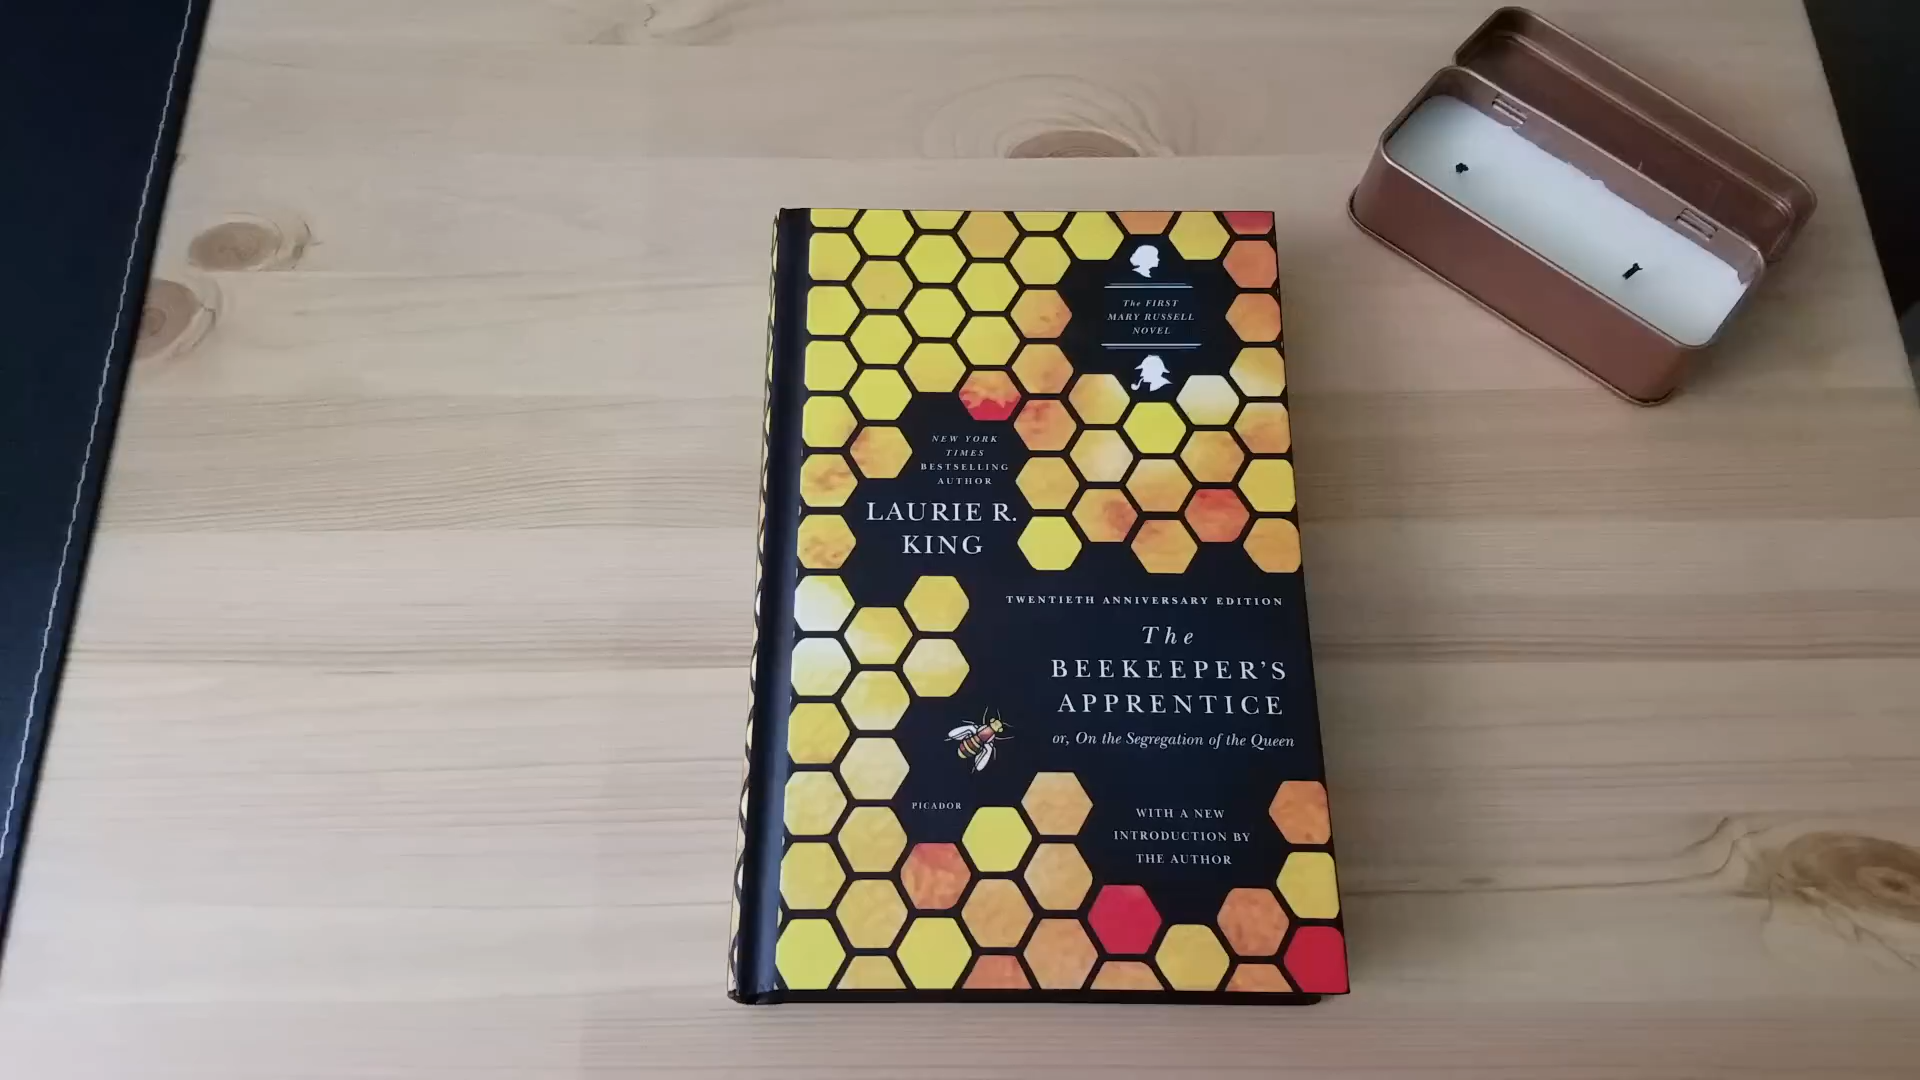 The FIRST
MARY RUSSELL
NOVEL
NEW YORK
TIMES
BESTSELLING
AUTHOR
LAURIE R.
KING
TWENTIETH ANNIVERSARY EDITION
The
BEEKEEPER'S
APPRENTICE
or, On the Segregation of the Queen
PICADOR
WITH A NEW
INTRODUCTION BY
THE AUTHOR